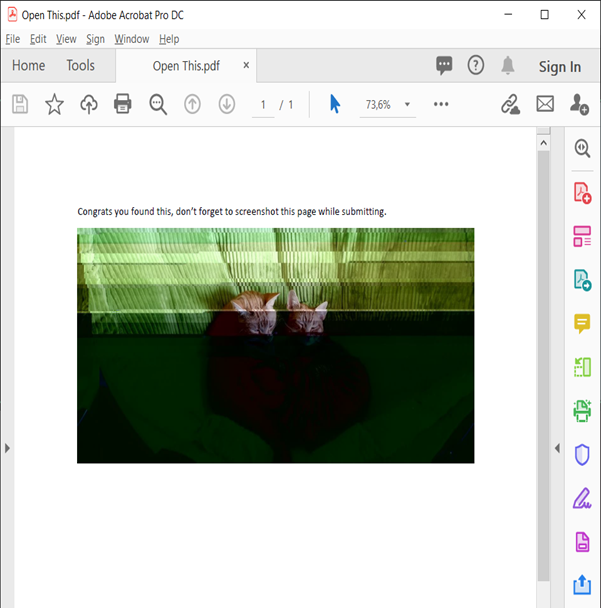 Open This.pdf - Adobe Acrobat Pro DC
File Edit View Sign Window Help
Home Tools Open This.pdf x Sign In
1 / 1 73,6%
Congrats you found this, don't forget to screenshot this page while submitting.